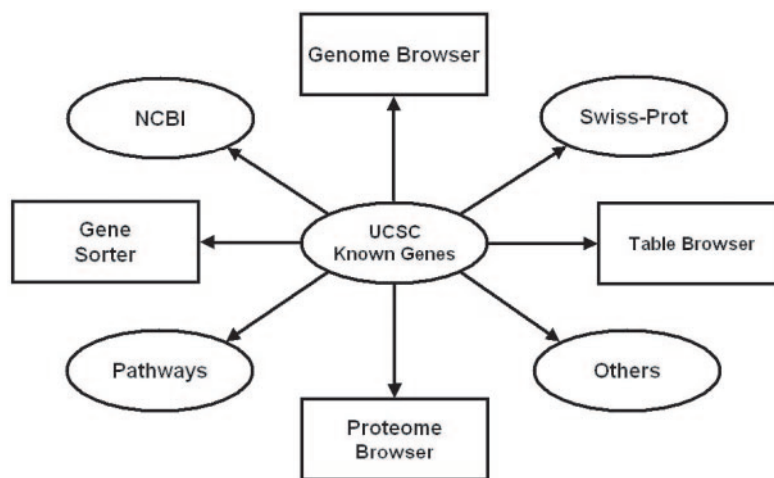 Genome Browser
NCBI
Swiss-Prot
Gene
Sorter
UCSC
Known Genes
Table Browser
Pathways
Others
Proteome
Browser